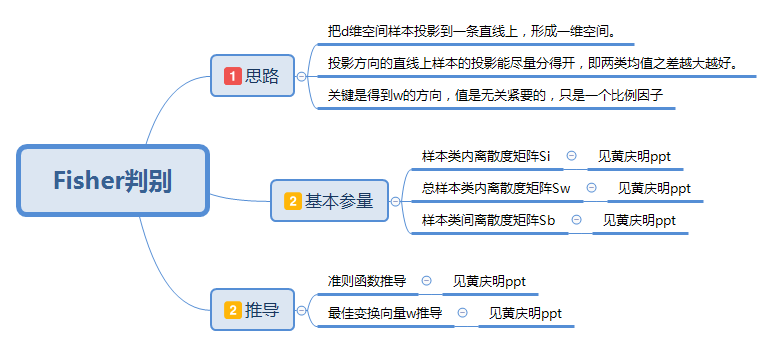 Fisher判别
1 思路
把d维空间样本投影到一条直线上，形成一维空间。
投影方向的直线上样本的投影能尽量分得开，即两类均值之差越大越好。
关键是得到w的方向，值是无关紧要的，只是一个比例因子
2 基本参量
样本类内离散度矩阵Si 见黄庆明ppt
总样本类内离散度矩阵Sw 见黄庆明ppt
样本类间离散度矩阵Sb 见黄庆明ppt
2 推导
准则函数推导 见黄庆明ppt
最佳变换向量w推导 见黄庆明ppt